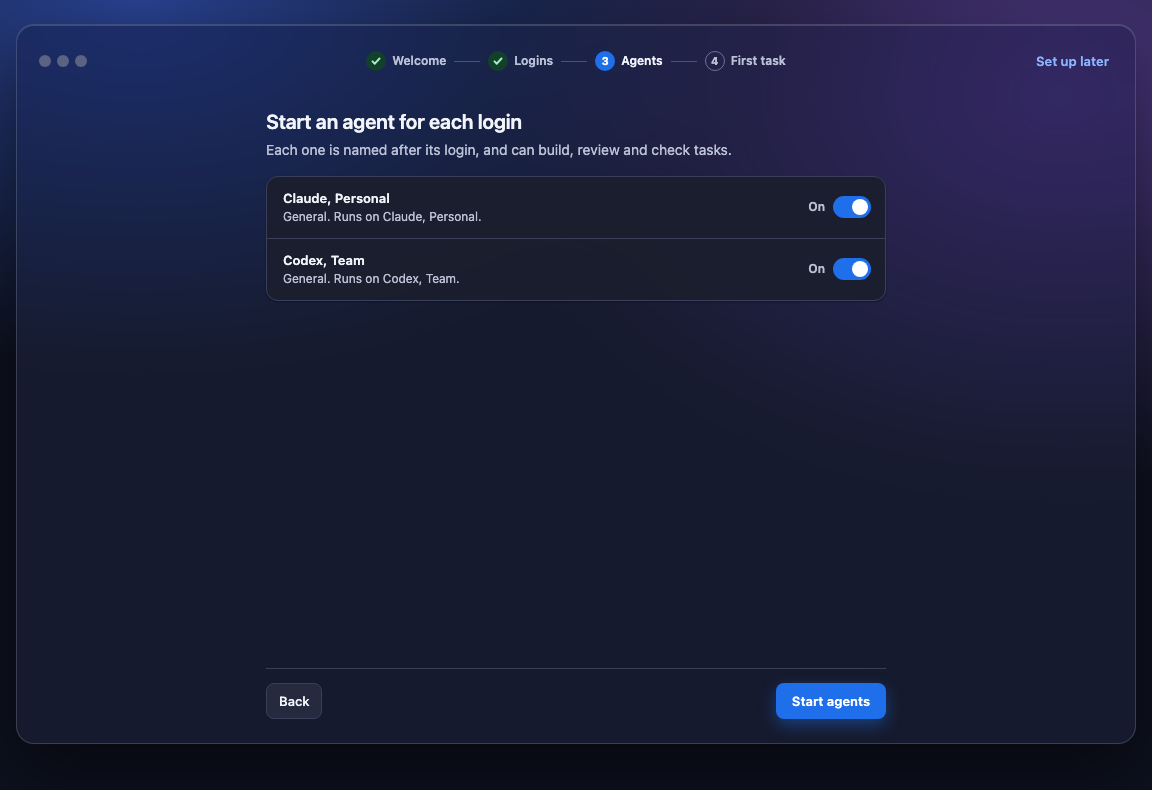 Welcome
Logins
3 Agents
4 First task
Set up later
Start an agent for each login
Each one is named after its login, and can build, review and check tasks.
Claude, Personal
General. Runs on Claude, Personal.
On
Codex, Team
General. Runs on Codex, Team.
On
Back
Start agents